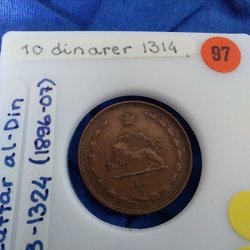 10 dinarer 1314
97
affar al-Din
3-1324 (1896-07)